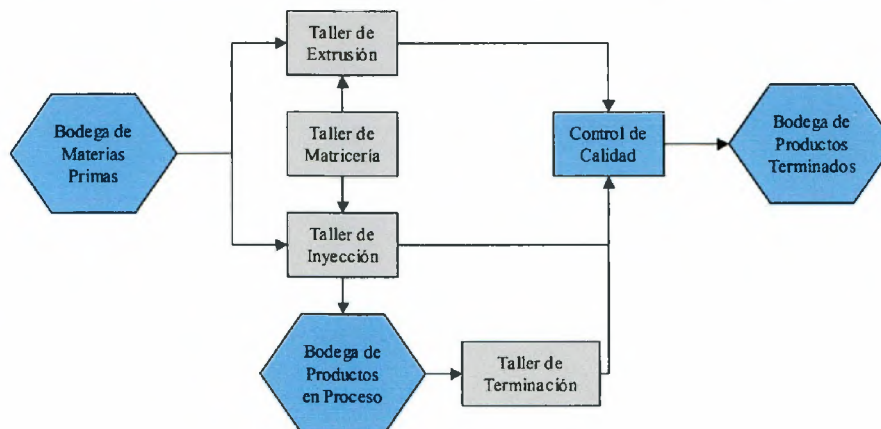 Taller de
Extrusión
Bodega de
Materias
Primas
Taller de
Matricería
Control de
Calidad
Bodega de
Productos
Terminados
Taller de
Inyección
Bodega de
Productos
en Proceso
Taller de
Terminación